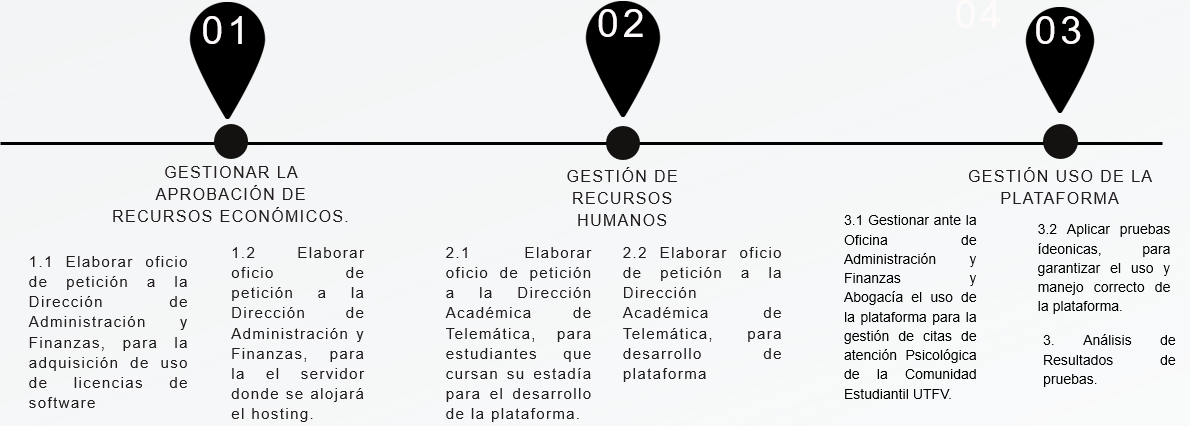 01
GESTIONAR LA
APROBACIÓN DE
RECURSOS ECONÓMICOS.
1.1 Elaborar oficio
de petición a la
Dirección de
Administración y
Finanzas, para la
adquisición de uso
de licencias de
software
1.2 Elaborar
oficio de
petición a la
Dirección de
Administración y
Finanzas, para
la el servidor
donde se alojará
el hosting.
02
GESTIÓN DE
RECURSOS
HUMANOS
2.1 Elaborar
oficio de petición
a la Dirección
Académica de
Telemática, para
estudiantes que
cursan su estadía
para el desarrollo
de la plataforma.
2.2 Elaborar oficio
de petición a la
Dirección
Académica de
Telemática, para
desarrollo de
plataforma
04
03
GESTIÓN USO DE LA
PLATAFORMA
3.1 Gestionar ante la
Oficina de
Administración y
Finanzas y
Abogacía el uso de
la plataforma para la
gestión de citas de
atención Psicológica
de la Comunidad
Estudiantil UTFV.
3.2 Aplicar pruebas
ídeonicas, para
garantizar el uso y
manejo correcto de
la plataforma.
3. Análisis de
Resultados de
pruebas.